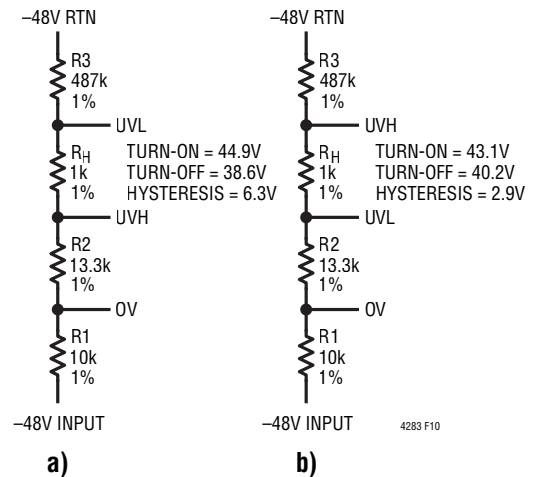 –48V RTN
R3
487k
1%
UVL
RH
1k
1%
TURN-ON = 44.9V
TURN-OFF = 38.6V
HYSTERESIS = 6.3V
UVH
R2
13.3k
1%
OV
R1
10k
1%
–48V INPUT
a)
–48V RTN
R3
487k
1%
UVH
RH
1k
1%
TURN-ON = 43.1V
TURN-OFF = 40.2V
HYSTERESIS = 2.9V
UVL
R2
13.3k
1%
OV
R1
10k
1%
–48V INPUT
4283 F10
b)